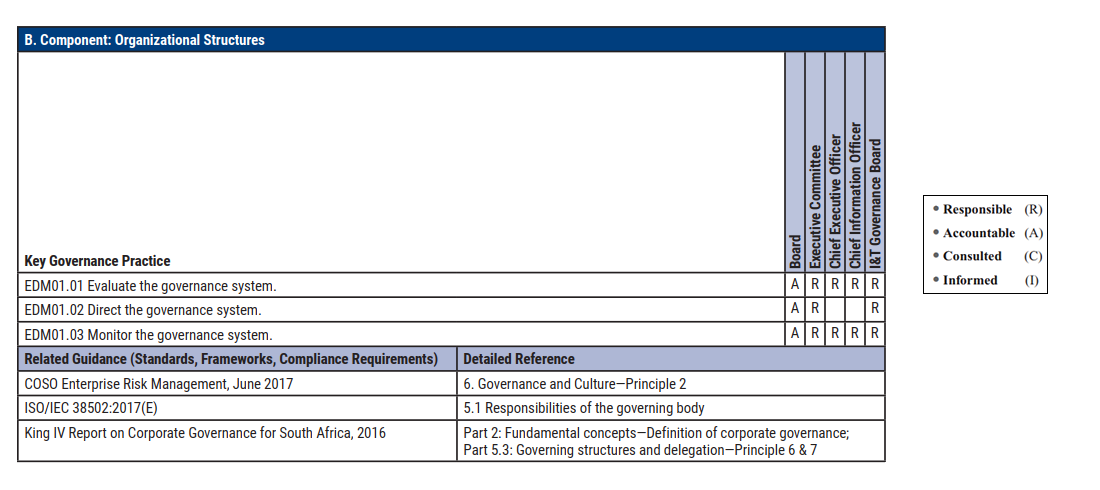 B. Component: Organizational Structures
Key Governance Practice
Board
Executive Committee
Chief Executive Officer
Chief Information Officer
I&T Governance Board
EDM01.01 Evaluate the governance system. A R R R R
EDM01.02 Direct the governance system. A R R
EDM01.03 Monitor the governance system. A R R R R
Related Guidance (Standards, Frameworks, Compliance Requirements) Detailed Reference
COSO Enterprise Risk Management, June 2017 6. Governance and Culture—Principle 2
ISO/IEC 38502:2017(E) 5.1 Responsibilities of the governing body
King IV Report on Corporate Governance for South Africa, 2016 Part 2: Fundamental concepts—Definition of corporate governance;
Part 5.3: Governing structures and delegation—Principle 6 & 7
• Responsible (R)
• Accountable (A)
• Consulted (C)
• Informed (I)